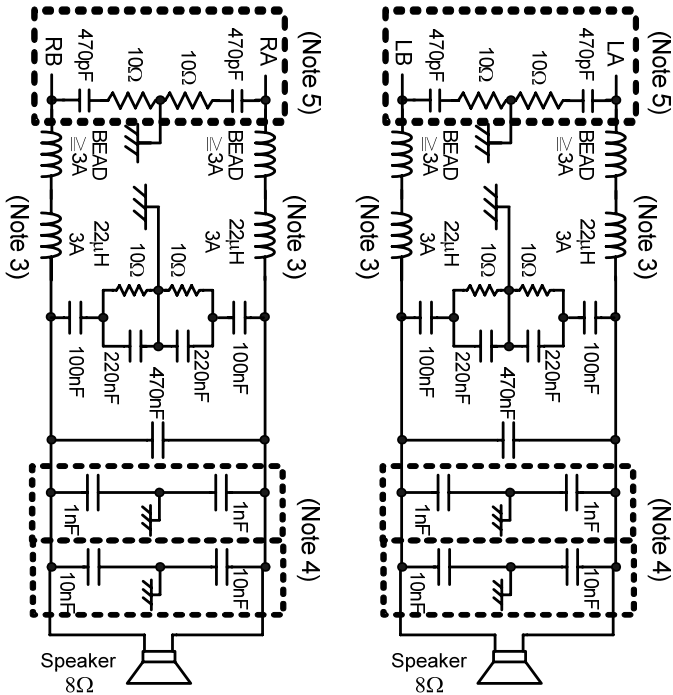 (Note 5)
RA
470pF
10Ω
10Ω
470pF
RB
BEAD
≧3A
BEAD
≧3A
(Note 3)
22μH
3A
22μH
3A
(Note 3)
10Ω
10Ω
100nF
220nF
220nF
100nF
470nF
(Note 4)
1nF
1nF
10nF
10nF
Speaker
8Ω
(Note 5)
LA
470pF
10Ω
10Ω
470pF
LB
BEAD
≧3A
BEAD
≧3A
(Note 3)
22μH
3A
22μH
3A
(Note 3)
10Ω
10Ω
100nF
220nF
220nF
100nF
470nF
(Note 4)
1nF
1nF
10nF
10nF
Speaker
8Ω